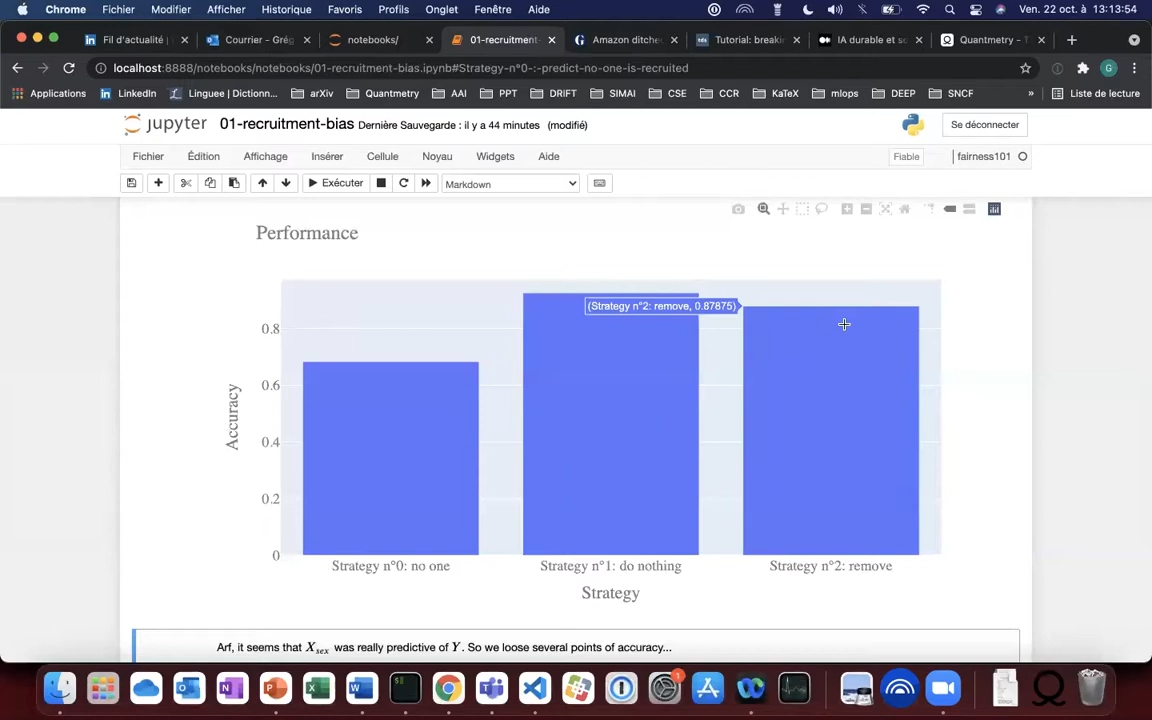 Chrome Fichier Modifier Afficher Historique Favoris Profils Onglet Fenêtre Aide Ven. 22 oct. à 13:13:54
Fil d'actualité | Courrier - Grég notebooks/ 01-recruitment- Amazon ditche Tutorial: breaki IA durable et so Quantmetry - T
localhost:8888/notebooks/notebooks/01-recruitment-bias.ipynb#Strategy-n°0-:-predict-no-one-is-recruited G
Applications LinkedIn Linguee | Dictionn... arXiv Quantmetry AAI PPT DRIFT SIMAI CSE CCR KaTeX mlops DEEP SNCF » Liste de lecture
jupyter 01-recruitment-bias Dernière Sauvegarde : il y a 44 minutes (modifié) Se déconnecter
Fichier Édition Affichage Insérer Cellule Noyau Widgets Aide Fiable fairness101
Exécuter Markdown
Performance
(Strategy n°2: remove, 0.87875)
0.8
0.6
Accuracy
0.4
0.2
0
Strategy n°0: no one Strategy n°1: do nothing Strategy n°2: remove
Strategy
Arf, it seems that Xsex was really predictive of Y. So we loose several points of accuracy...
1